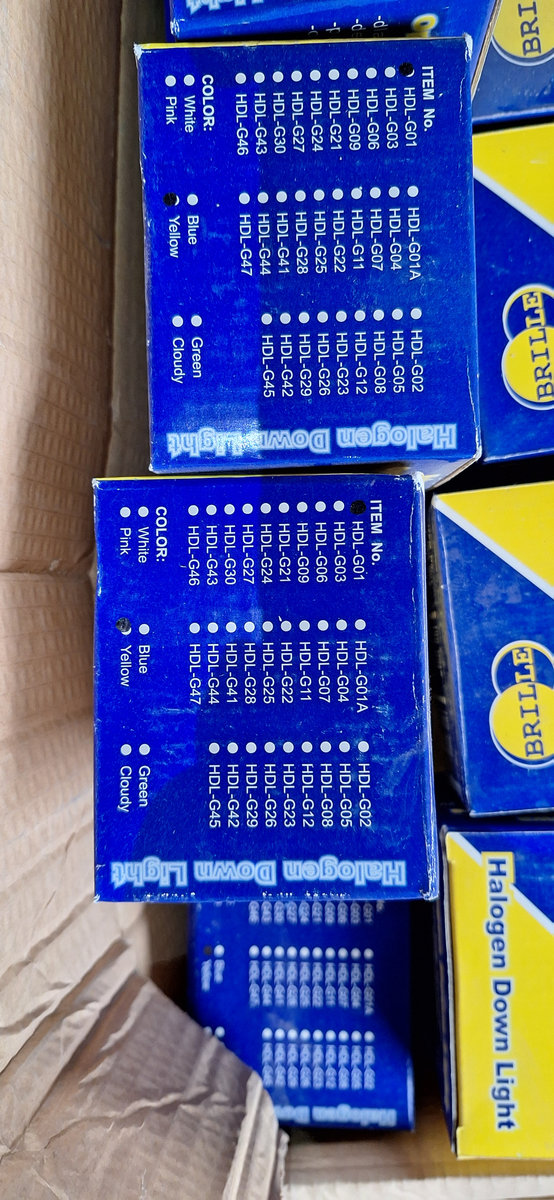 Halogen Down Light
ITEM No.
HDL-G01 HDL-G01A HDL-G02
HDL-G03 HDL-G04 HDL-G05
HDL-G06 HDL-G07 HDL-G08
HDL-G09 HDL-G11 HDL-G12
HDL-G21 HDL-G22 HDL-G23
HDL-G24 HDL-G25 HDL-G26
HDL-G27 HDL-G28 HDL-G29
HDL-G30 HDL-G41 HDL-G42
HDL-G43 HDL-G44 HDL-G45
HDL-G46 HDL-G47
COLOR:
White Blue Green
Pink Yellow Cloudy
Halogen Down Light
ITEM No.
HDL-G01 HDL-G01A HDL-G02
HDL-G03 HDL-G04 HDL-G05
HDL-G06 HDL-G07 HDL-G08
HDL-G09 HDL-G11 HDL-G12
HDL-G21 HDL-G22 HDL-G23
HDL-G24 HDL-G25 HDL-G26
HDL-G27 HDL-G28 HDL-G29
HDL-G30 HDL-G41 HDL-G42
HDL-G43 HDL-G44 HDL-G45
HDL-G46 HDL-G47
COLOR:
White Blue Green
Pink Yellow Cloudy
Light
Halogen Down
BRILLE
BRILLE
BRILLE
Halogen Down Light